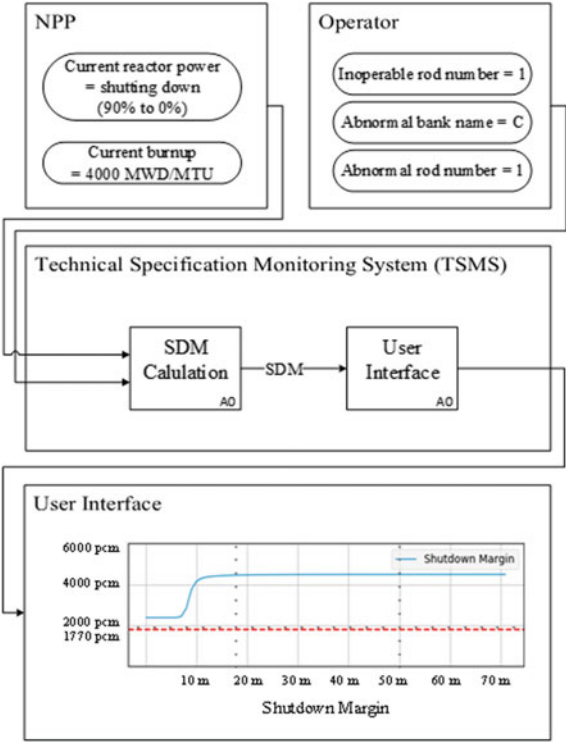 NPP
Current reactor power
= shutting down
(90% to 0%)
Current burnup
= 4000 MWD/MTU
Operator
Inoperable rod number = 1
Abnormal bank name = C
Abnormal rod number = 1
Technical Specification Monitoring System (TSMS)
SDM
Calulation
A0
SDM
User
Interface
A0
User Interface
6000 pcm
4000 pcm
2000 pcm
1770 pcm
Shutdown Margin
10 m 20 m 30 m 40 m 50 m 60 m 70 m
Shutdown Margin